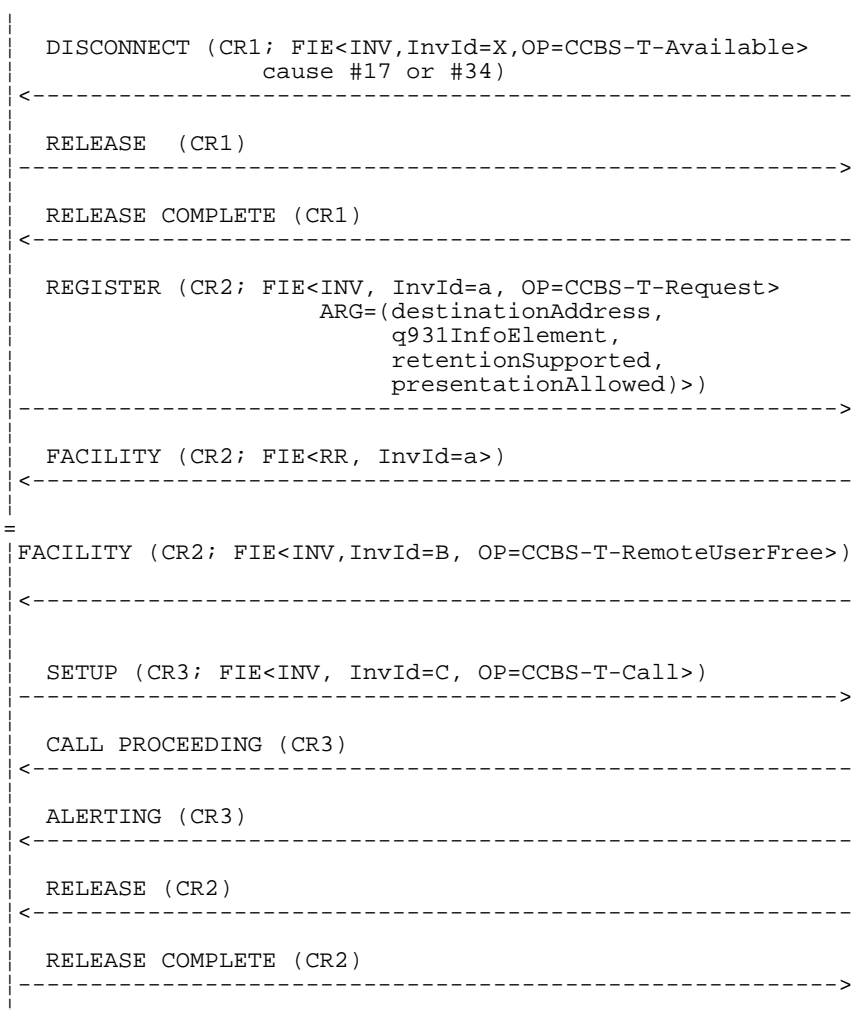 DISCONNECT (CR1; FIE<INV,InvId=X,OP=CCBS-T-Available>
cause #17 or #34)
<---------------------------------------------------------
RELEASE (CR1)
--------------------------------------------------------->
RELEASE COMPLETE (CR1)
<---------------------------------------------------------
REGISTER (CR2; FIE<INV, InvId=a, OP=CCBS-T-Request>
ARG=(destinationAddress,
q931InfoElement,
retentionSupported,
presentationAllowed)>)
--------------------------------------------------------->
FACILITY (CR2; FIE<RR, InvId=a>)
<---------------------------------------------------------
=
FACILITY (CR2; FIE<INV,InvId=B, OP=CCBS-T-RemoteUserFree>)
<---------------------------------------------------------
SETUP (CR3; FIE<INV, InvId=C, OP=CCBS-T-Call>)
--------------------------------------------------------->
CALL PROCEEDING (CR3)
<---------------------------------------------------------
ALERTING (CR3)
<---------------------------------------------------------
RELEASE (CR2)
<---------------------------------------------------------
RELEASE COMPLETE (CR2)
--------------------------------------------------------->